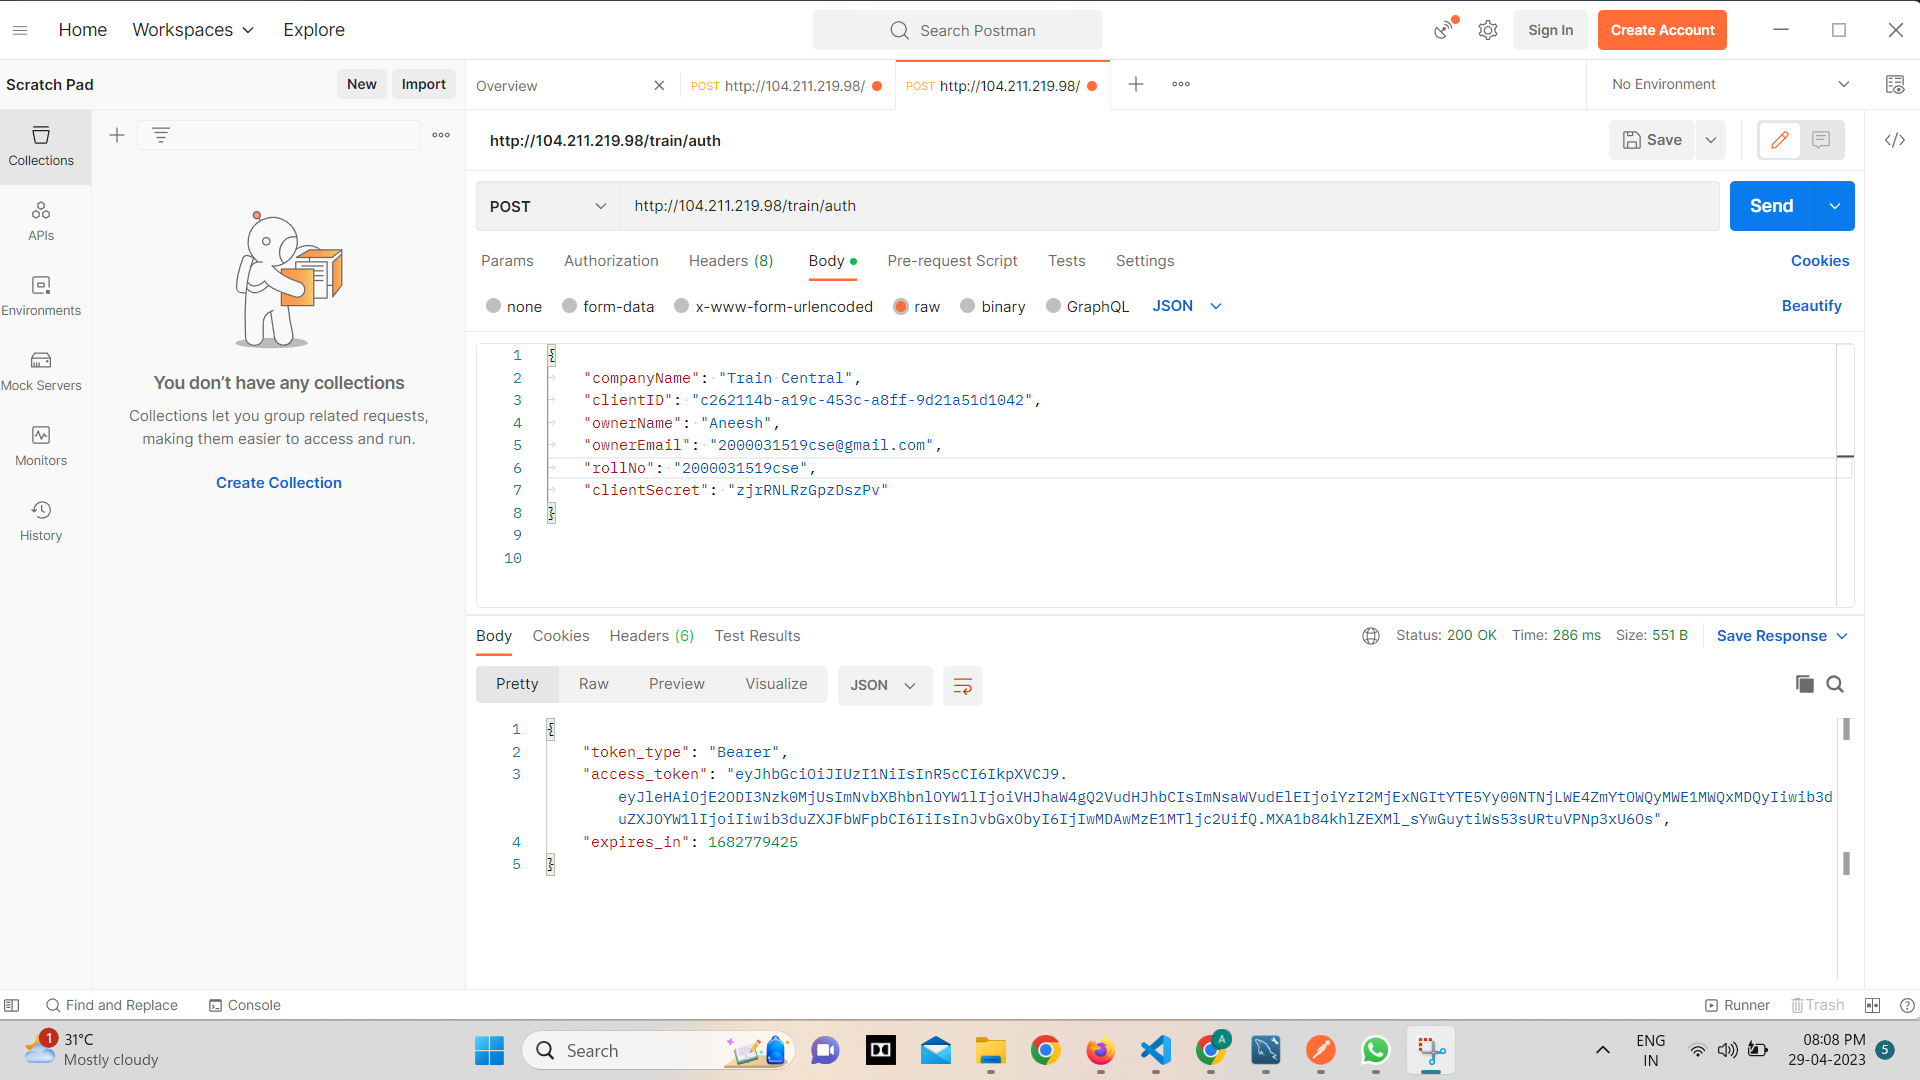 Home Workspaces Explore Search Postman Sign In Create Account
Scratch Pad New Import Overview POST http://104.211.219.98/ POST http://104.211.219.98/ No Environment
http://104.211.219.98/train/auth Save
POST http://104.211.219.98/train/auth Send
Params Authorization Headers (8) Body Pre-request Script Tests Settings Cookies
none form-data x-www-form-urlencoded raw binary GraphQL JSON Beautify
Collections
APIs
Environments
Mock Servers
Monitors
History
You don't have any collections
Collections let you group related requests,
making them easier to access and run.
Create Collection
1 {
2 "companyName": "Train Central",
3 "clientID": "c262114b-a19c-453c-a8ff-9d21a51d1042",
4 "ownerName": "Aneesh",
5 "ownerEmail": "2000031519cse@gmail.com",
6 "rollNo": "2000031519cse",
7 "clientSecret": "zjrRNLRzGpzDszPv"
8 }
9
10
Body Cookies Headers (6) Test Results Status: 200 OK Time: 286 ms Size: 551 B Save Response
Pretty Raw Preview Visualize JSON
1 {
2 "token_type": "Bearer",
3 "access_token": "eyJhbGciOiJIUzI1NiIsInR5cCI6IkpXVCJ9.
eyJleHAiOjE2ODI3Nzk0MjUsImNvbXBhbnlOYW1lIjoiVHJhaW4gQ2VudHJhbCIsImNsaWVudElEIjoiYzI2MjExNGItYTE5Yy00NTNjLWE4ZmYtOWQyMWE1MWQxMDQyIiwib3d
uZXJOYW1lIjoiIiwib3duZXJFbWFpbCI6IiIsInJvbGxObyI6IjIwMDAwMzE1MTljc2UifQ.MXA1b84khlZEXMl_sYwGuytiWs53sURtuVPNp3xU6Os",
4 "expires_in": 1682779425
5 }
Find and Replace Console Runner Trash
1 31°C
Mostly cloudy
Search
A
ENG
IN
08:08 PM
29-04-2023
5